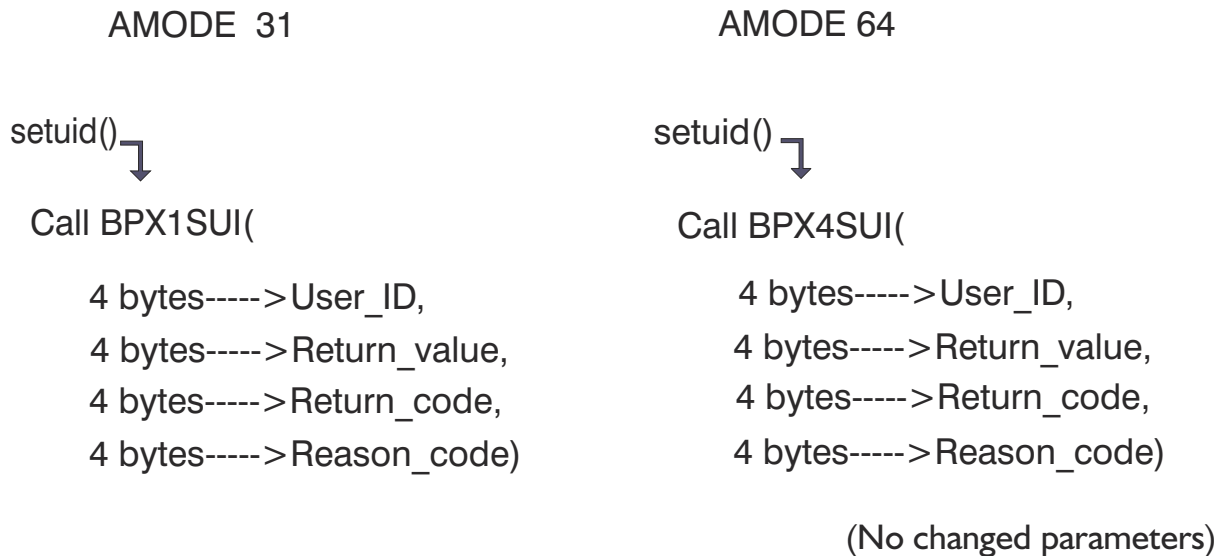 AMODE 31
setuid()
Call BPX1SUI(
4 bytes----->User_ID,
4 bytes----->Return_value,
4 bytes----->Return_code,
4 bytes----->Reason_code)
AMODE 64
setuid()
Call BPX4SUI(
4 bytes----->User_ID,
4 bytes----->Return_value,
4 bytes----->Return_code,
4 bytes----->Reason_code)
(No changed parameters)